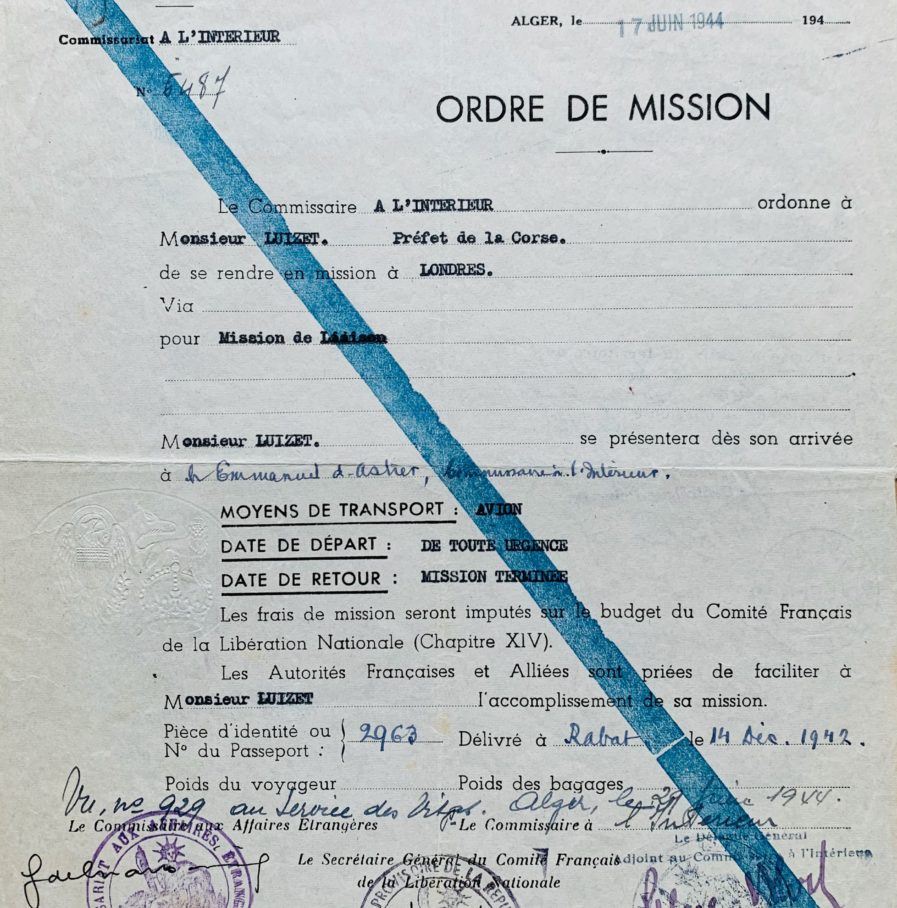 ALGER, le 17 JUIN 1944 194
Commissariat A L'INTERIEUR
N° 5487
ORDRE DE MISSION
Le Commissaire A L'INTERIEUR ordonne à
Monsieur LUIZET. Préfet de la Corse.
de se rendre en mission à LONDRES.
Via
pour Mission de Liaison
Monsieur LUIZET. se présentera dès son arrivée
à Mr Emmanuel d'Astier, Commissaire à l'Intérieur.
MOYENS DE TRANSPORT : AVION
DATE DE DÉPART : DE TOUTE URGENCE
DATE DE RETOUR : MISSION TERMINEE
Les frais de mission seront imputés sur le budget du Comité Français
de la Libération Nationale (Chapitre XIV).
Les Autorités Françaises et Alliées sont priées de faciliter à
Monsieur LUIZET l'accomplissement de sa mission.
Pièce d'identité ou
N° du Passeport : 2963 Délivré à Rabat le 14 Déc. 1942.
Poids du voyageur Poids des bagages
Vu, no 929 au Service des Alger, le 29 Juin 1944.
Le Commissaire aux Affaires Etrangères Le Commissaire à l'Intérieur
Le Délégué Général
Adjoint au Commissaire à l'Intérieur
Le Secrétaire Général du Comité Français
de la Libération Nationale